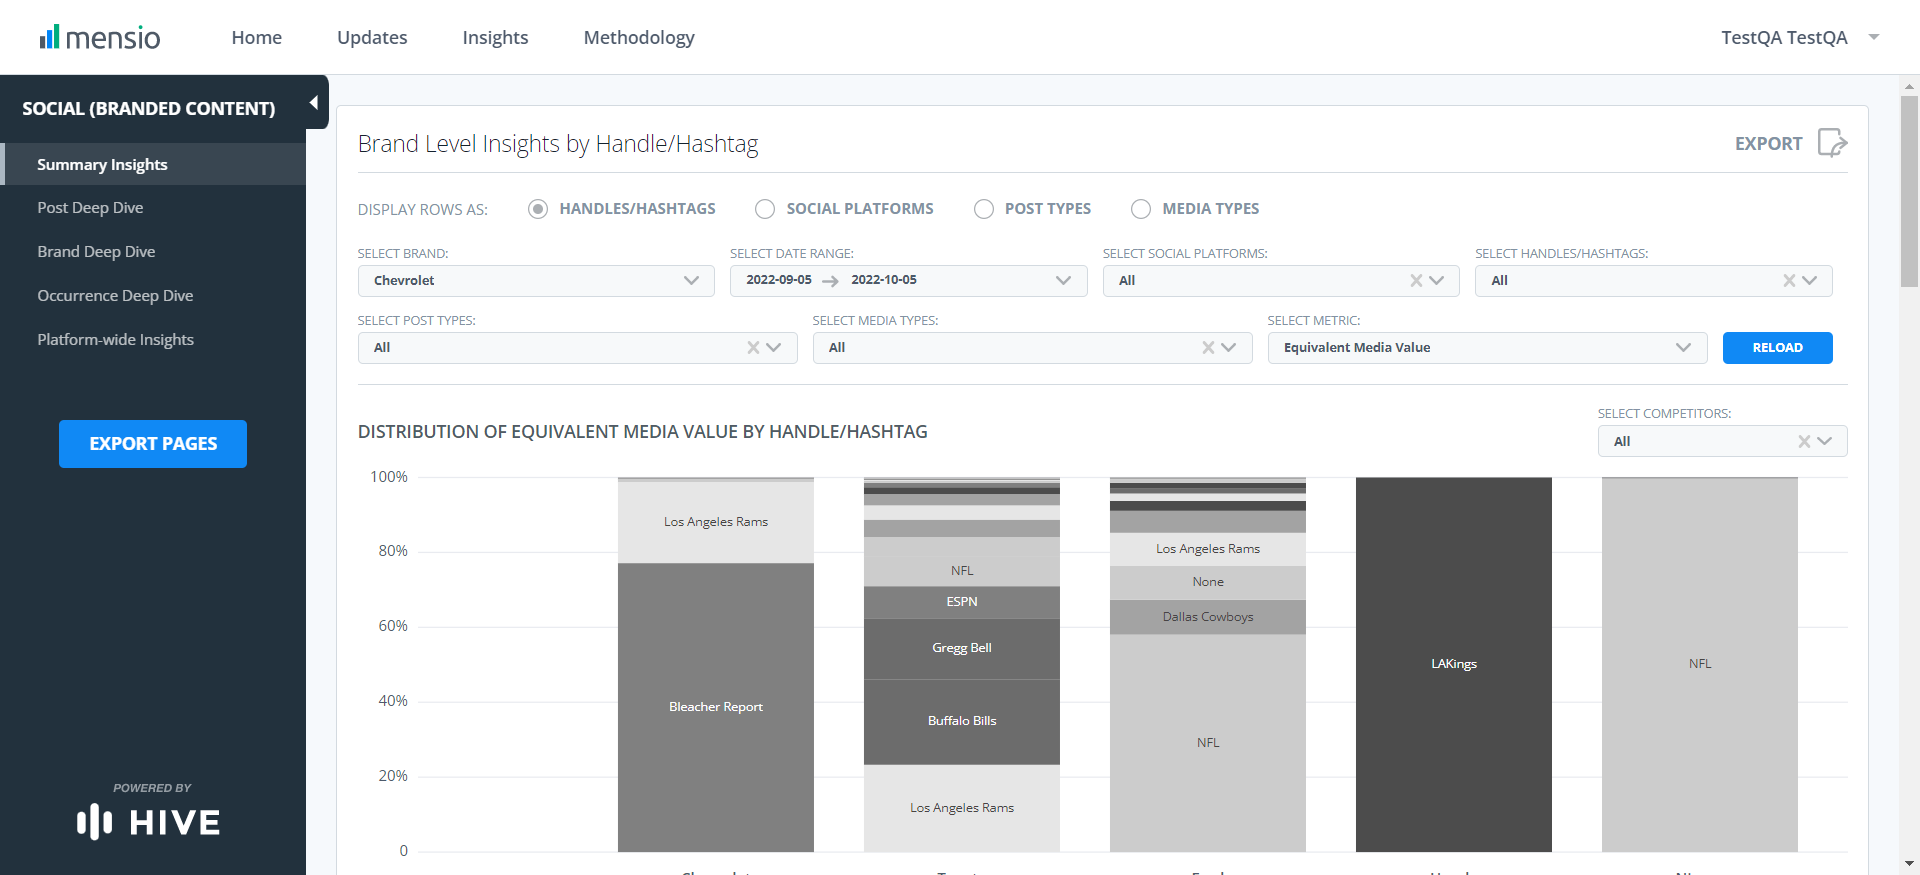 mensio
Home
Updates
Insights
Methodology
TestQA TestQA
SOCIAL (BRANDED CONTENT)
Summary Insights
Post Deep Dive
Brand Deep Dive
Occurrence Deep Dive
Platform-wide Insights
EXPORT PAGES
POWERED BY
HIVE
Brand Level Insights by Handle/Hashtag
EXPORT
DISPLAY ROWS AS:
HANDLES/HASHTAGS
SOCIAL PLATFORMS
POST TYPES
MEDIA TYPES
SELECT BRAND:
Chevrolet
SELECT DATE RANGE:
2022-09-05 → 2022-10-05
SELECT SOCIAL PLATFORMS:
All
SELECT HANDLES/HASHTAGS:
All
SELECT POST TYPES:
All
SELECT MEDIA TYPES:
All
SELECT METRIC:
Equivalent Media Value
RELOAD
DISTRIBUTION OF EQUIVALENT MEDIA VALUE BY HANDLE/HASHTAG
SELECT COMPETITORS:
All
100%
80%
60%
40%
20%
0
Los Angeles Rams
Bleacher Report
NFL
ESPN
Gregg Bell
Buffalo Bills
Los Angeles Rams
Los Angeles Rams
None
Dallas Cowboys
NFL
LAKings
NFL